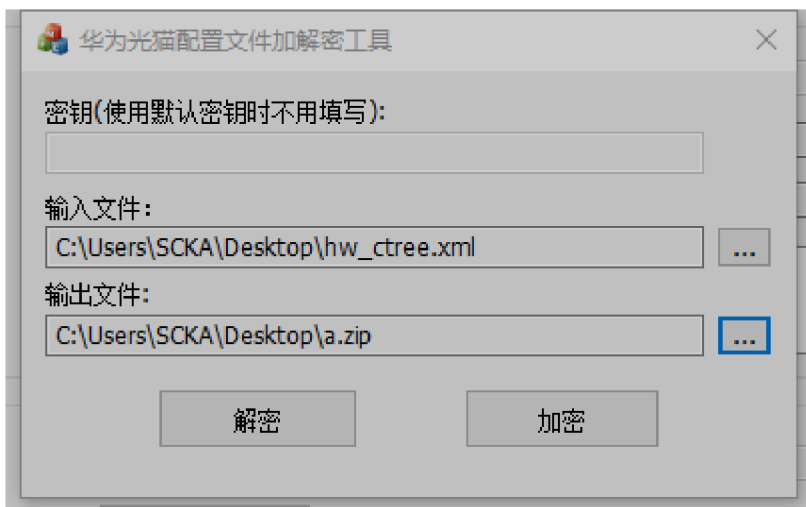 华为光猫配置文件加解密工具
密钥(使用默认密钥时不用填写):
输入文件：
C:\Users\SCKA\Desktop\hw_ctree.xml
...
输出文件:
C:\Users\SCKA\Desktop\a.zip
...
解密
加密